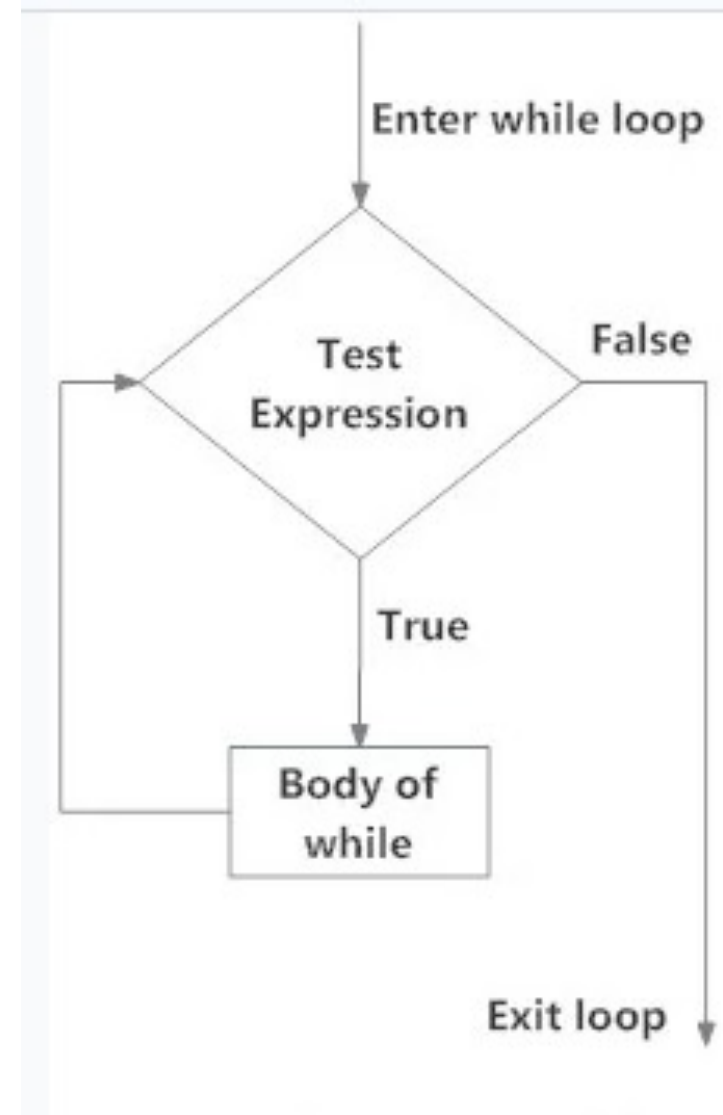 Enter while loop
Test
Expression
False
True
Body of
while
Exit loop